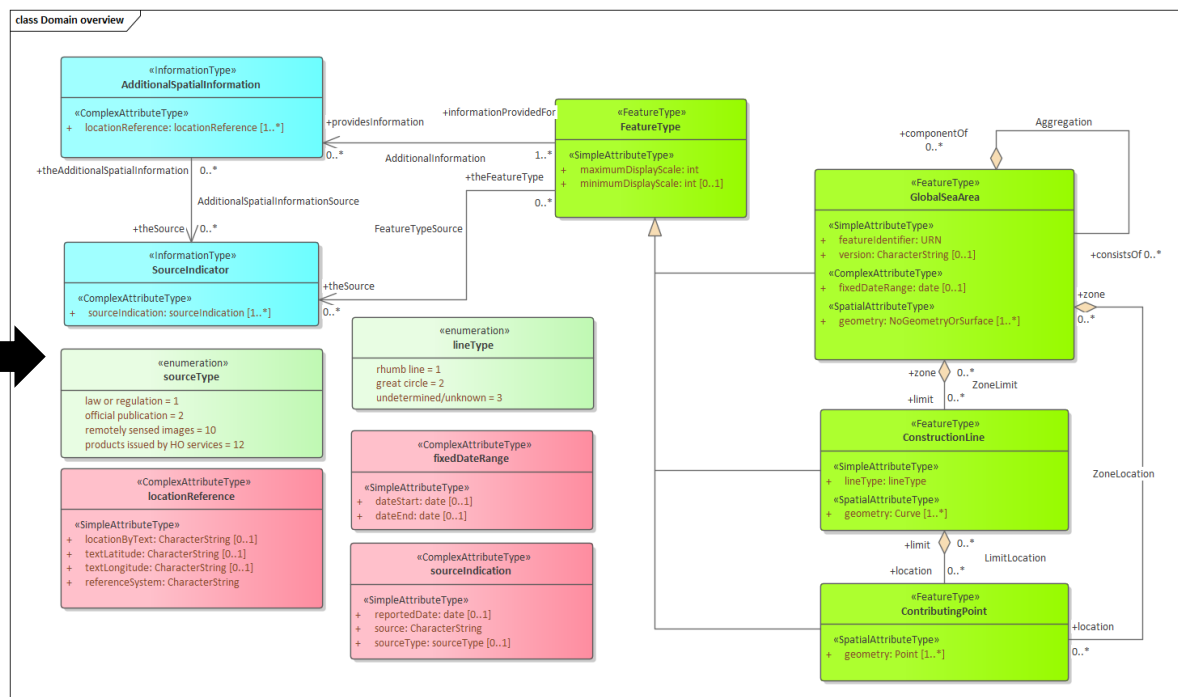 class Domain overview
«InformationType»
AdditionalSpatialInformation
«ComplexAttributeType»
+ locationReference: locationReference [1..*]
+providesInformation
0..*
+informationProvidedFor
1..*
AdditionalInformation
«FeatureType»
FeatureType
«SimpleAttributeType»
+ maximumDisplayScale: int
+ minimumDisplayScale: int [0..1]
+theFeatureType
0..*
FeatureTypeSource
+theAdditionalSpatialInformation
0..*
AdditionalSpatialInformationSource
+theSource
0..*
«InformationType»
SourceIndicator
«ComplexAttributeType»
+ sourceIndication: sourceIndication [1..*]
+theSource
0..*
Aggregation
+componentOf
0..*
«FeatureType»
GlobalSeaArea
«SimpleAttributeType»
+ featureIdentifier: URN
+ version: CharacterString [0..1]
«ComplexAttributeType»
+ fixedDateRange: date [0..1]
«SpatialAttributeType»
+ geometry: NoGeometryOrSurface [1..*]
+consistsOf 0..*
+zone
0..*
+zone
0..*
ZoneLimit
+limit
0..*
«FeatureType»
ConstructionLine
«SimpleAttributeType»
+ lineType: lineType
«SpatialAttributeType»
+ geometry: Curve [1..*]
ZoneLocation
+limit
0..*
LimitLocation
+location
0..*
«FeatureType»
ContributingPoint
«SpatialAttributeType»
+ geometry: Point [1..*]
+location
0..*
«enumeration»
sourceType
law or regulation = 1
official publication = 2
remotely sensed images = 10
products issued by HO services = 12
«enumeration»
lineType
rhumb line = 1
great circle = 2
undetermined/unknown = 3
«ComplexAttributeType»
locationReference
«SimpleAttributeType»
+ locationByText: CharacterString [0..1]
+ textLatitude: CharacterString [0..1]
+ textLongitude: CharacterString [0..1]
+ referenceSystem: CharacterString
«ComplexAttributeType»
fixedDateRange
«SimpleAttributeType»
+ dateStart: date [0..1]
+ dateEnd: date [0..1]
«ComplexAttributeType»
sourceIndication
«SimpleAttributeType»
+ reportedDate: date [0..1]
+ source: CharacterString
+ sourceType: sourceType [0..1]